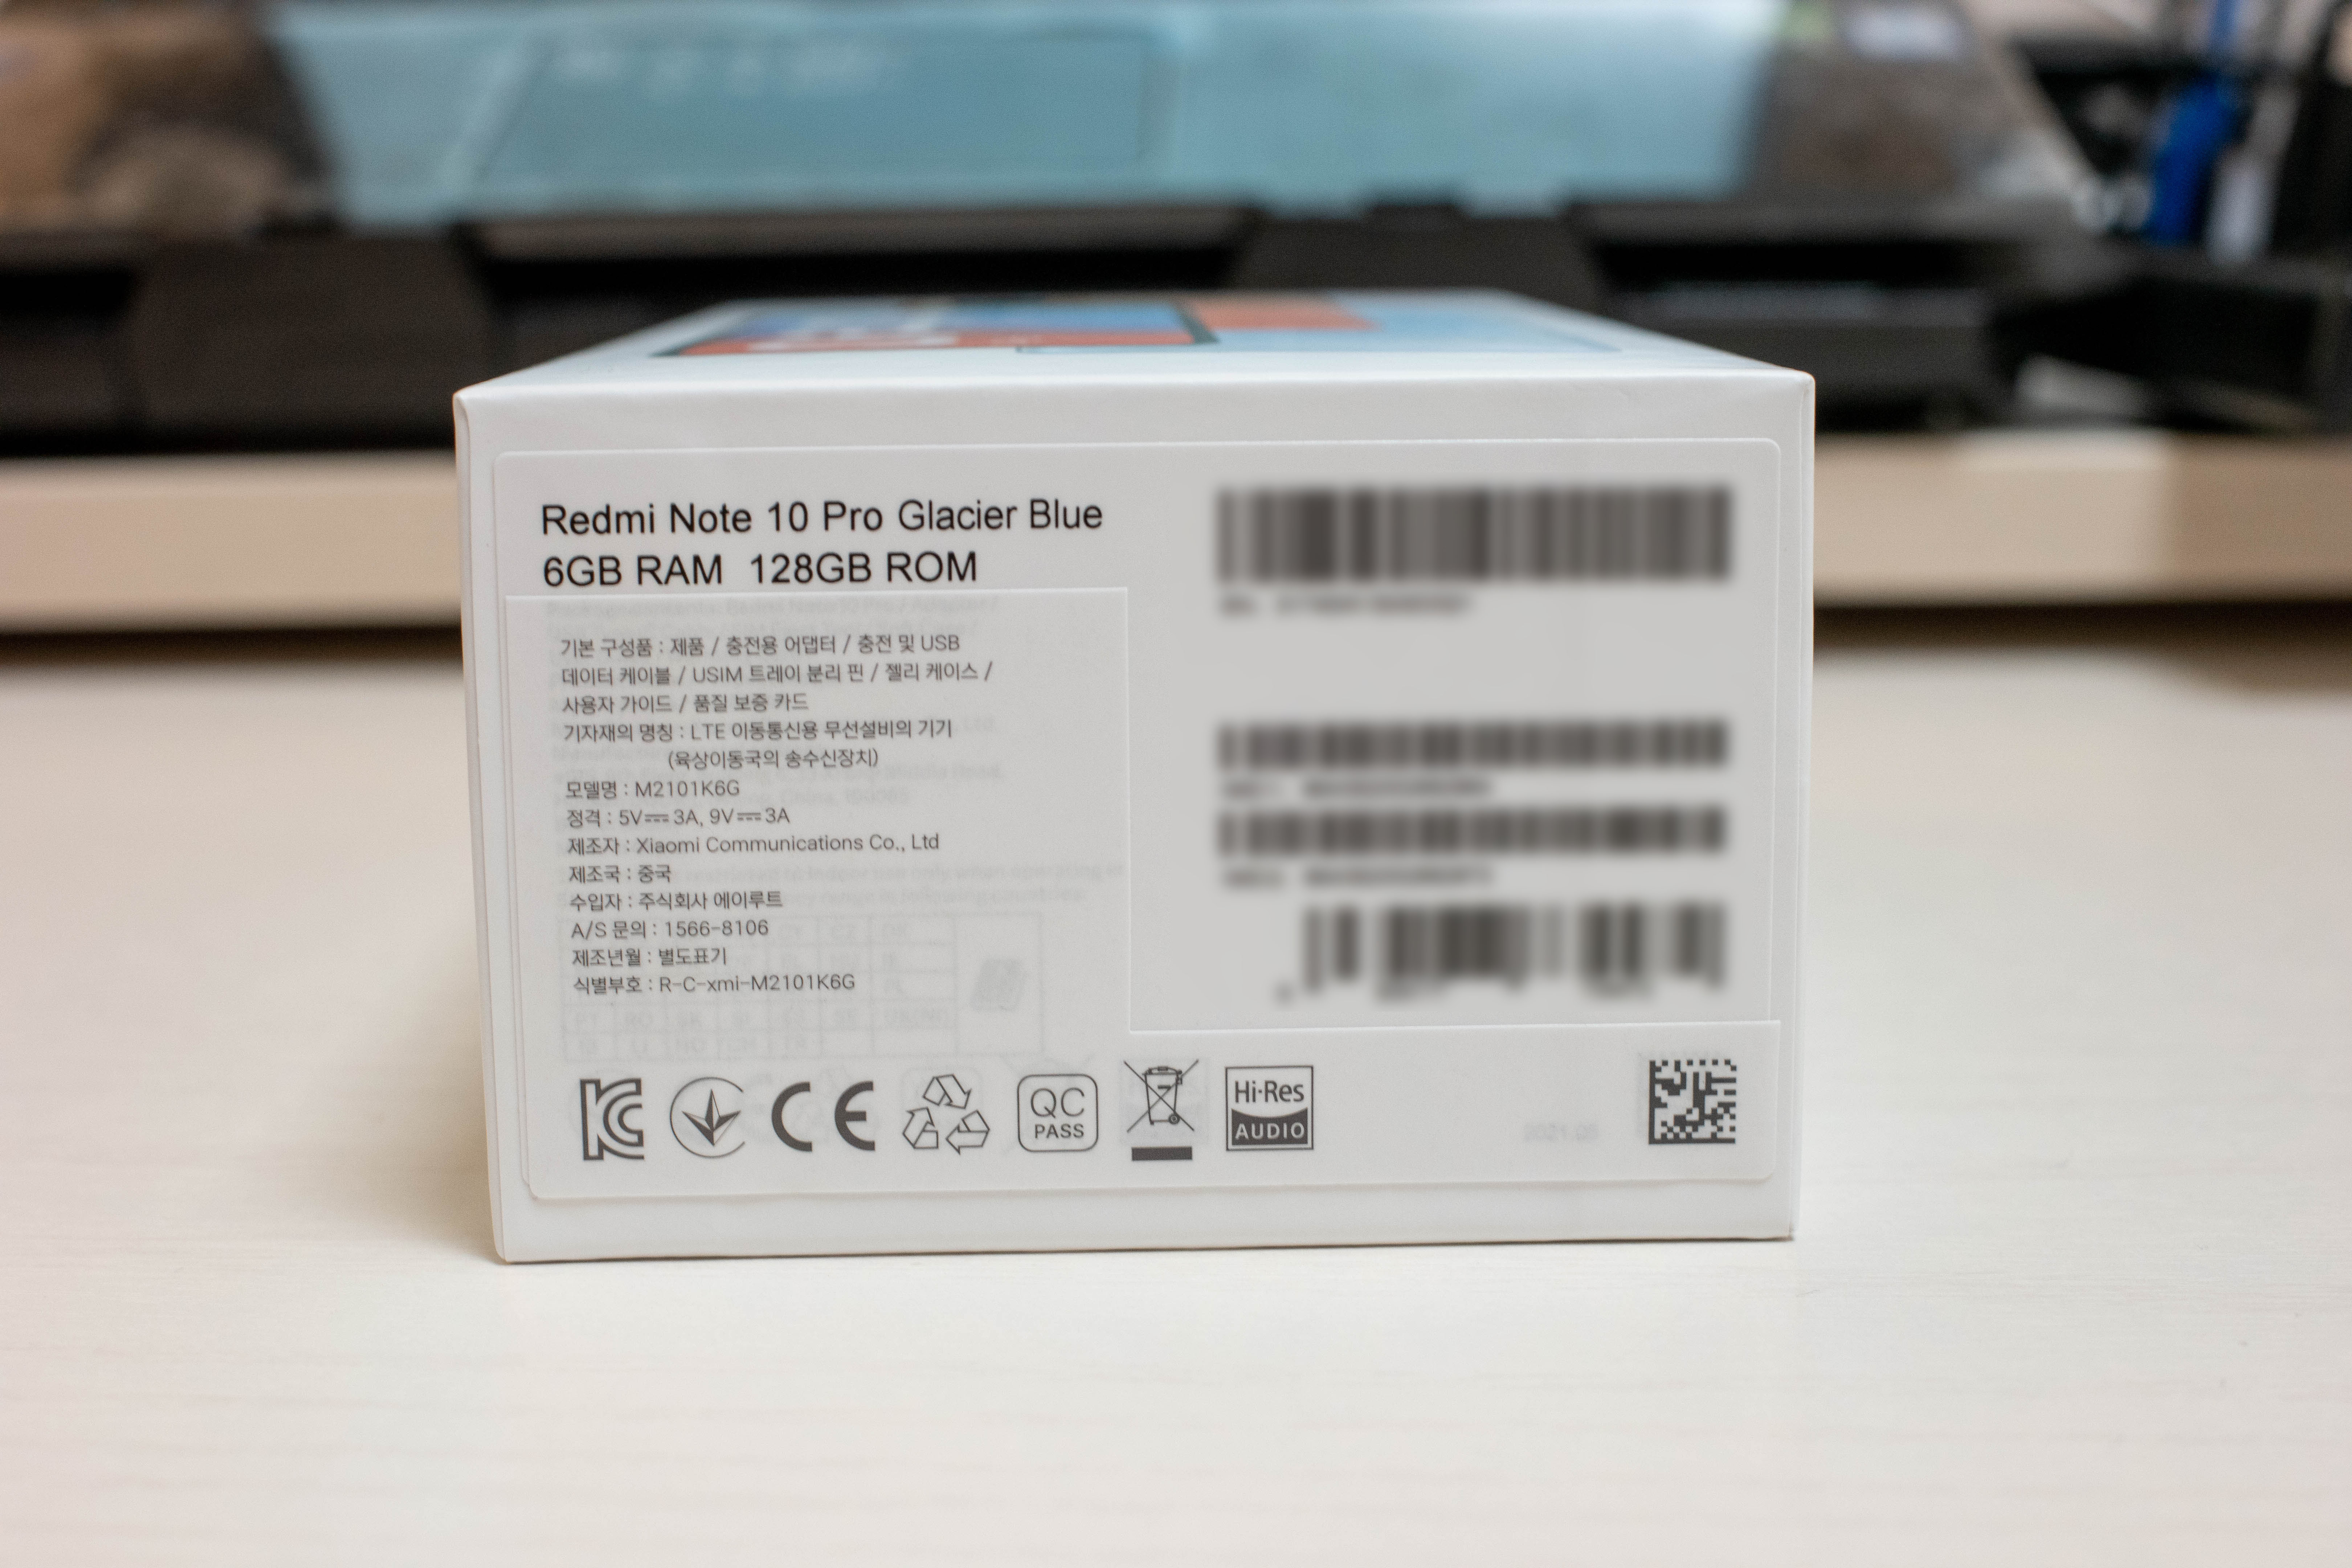 Redmi Note 10 Pro Glacier Blue
6GB RAM 128GB ROM
기본 구성품 : 제품 / 충전용 어댑터 / 충전 및 USB
데이터 케이블 / USIM 트레이 분리 핀 / 젤리 케이스 /
사용자 가이드 / 품질 보증 카드
기자재의 명칭 : LTE 이동통신용 무선설비의 기기
(육상이동국의 송수신장치)
모델명 : M2101K6G
정격 : 5V⎓3A, 9V⎓3A
제조자 : Xiaomi Communications Co., Ltd
제조국 : 중국
수입자 : 주식회사 에이루트
A/S 문의 : 1566-8106
제조년월 : 별도표기
식별부호 : R-C-xmi-M2101K6G
KC CE QC PASS Hi-Res AUDIO